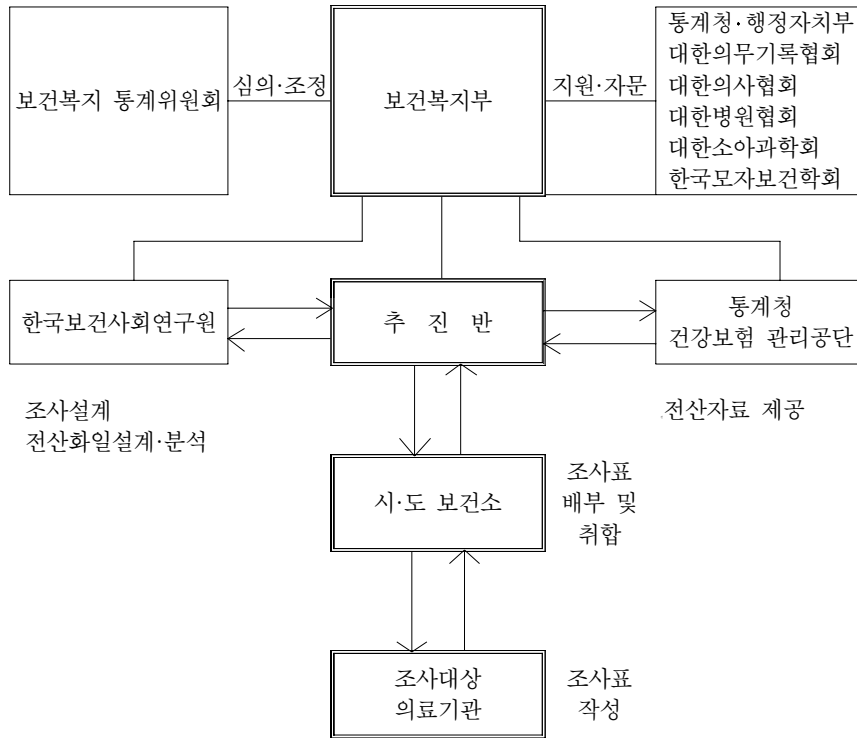 보건복지 통계위원회
심의·조정
보건복지부
지원·자문
통계청·행정자치부
대한의무기록협회
대한의사협회
대한병원협회
대한소아과학회
한국모자보건학회
한국보건사회연구원
추 진 반
통계청
건강보험 관리공단
조사설계
전산화일설계·분석
전산자료 제공
시·도 보건소
조사표
배부 및
취합
조사대상
의료기관
조사표
작성